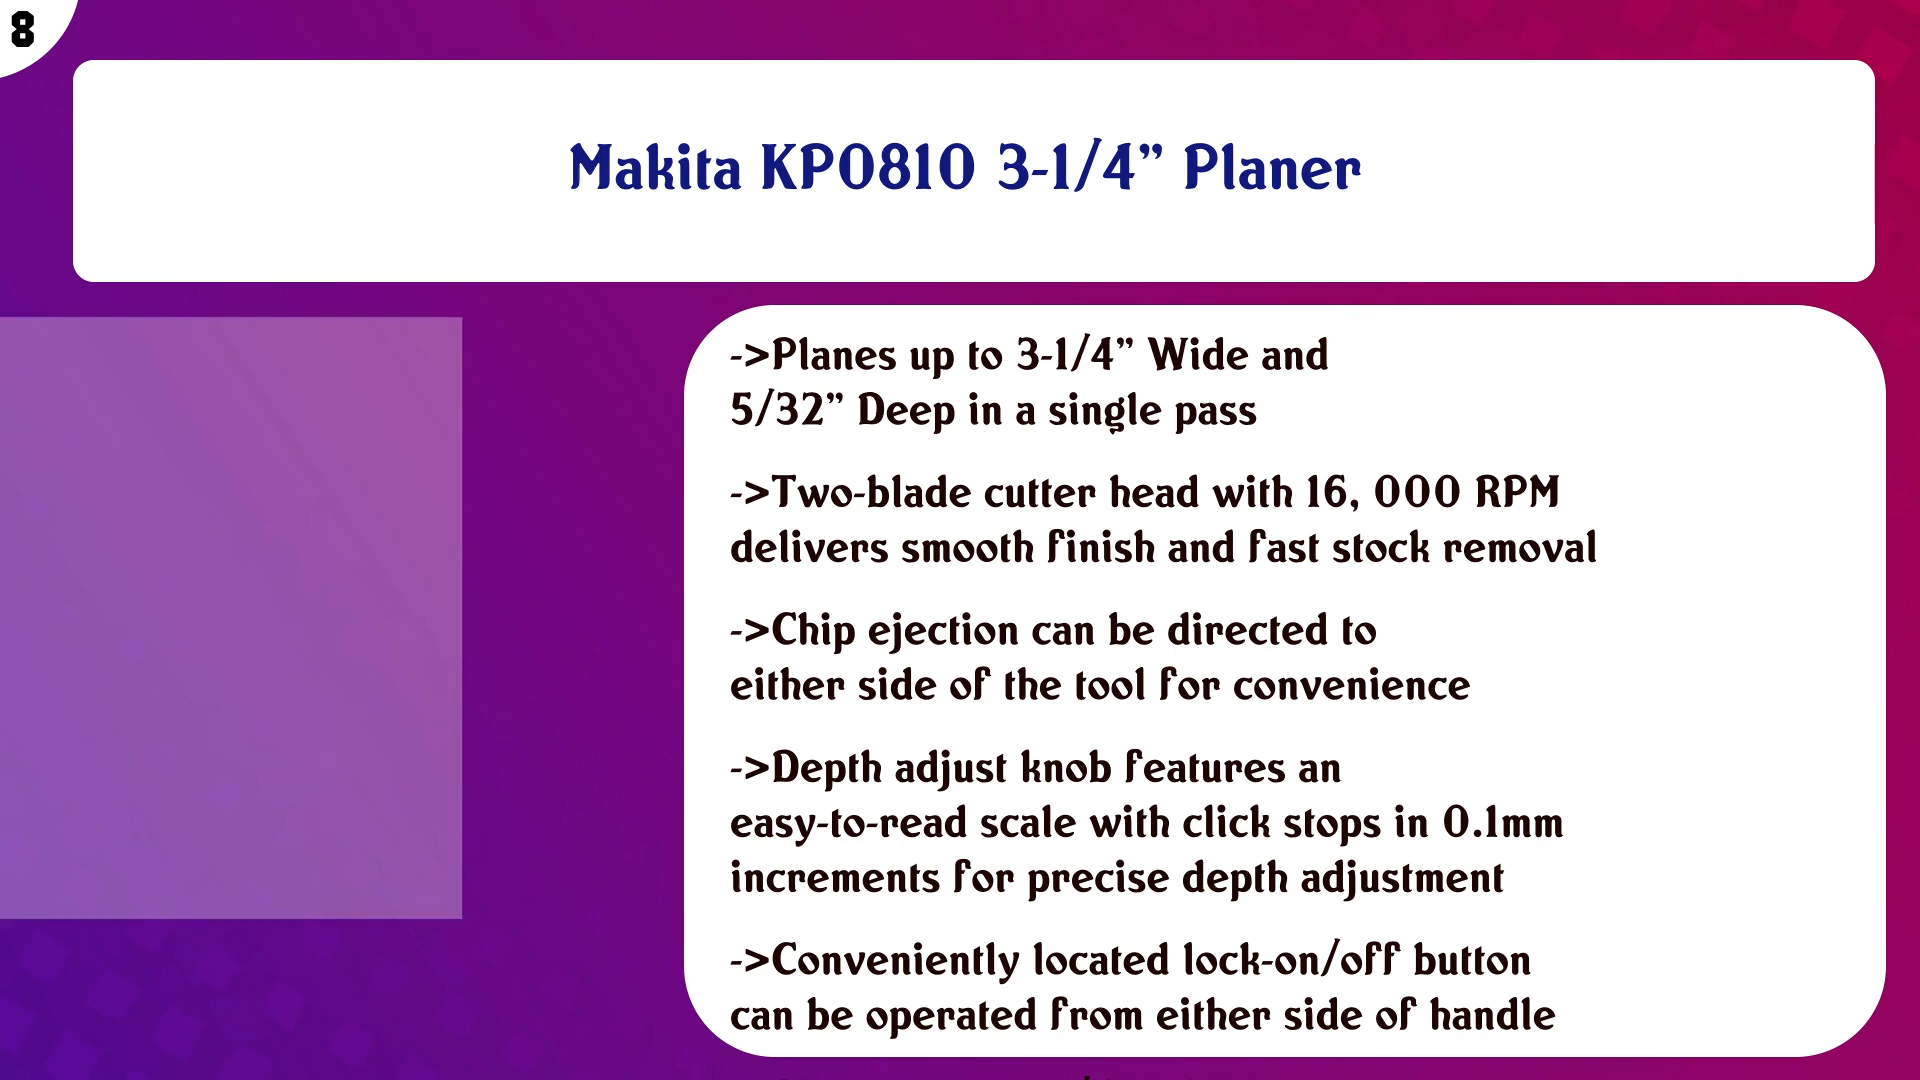 8
Makita KP0810 3-1/4” Planer
->Planes up to 3-1/4” Wide and
5/32” Deep in a single pass
->Two-blade cutter head with 16, 000 RPM
delivers smooth finish and fast stock removal
->Chip ejection can be directed to
either side of the tool for convenience
->Depth adjust knob features an
easy-to-read scale with click stops in 0.1mm
increments for precise depth adjustment
->Conveniently located lock-on/off button
can be operated from either side of handle